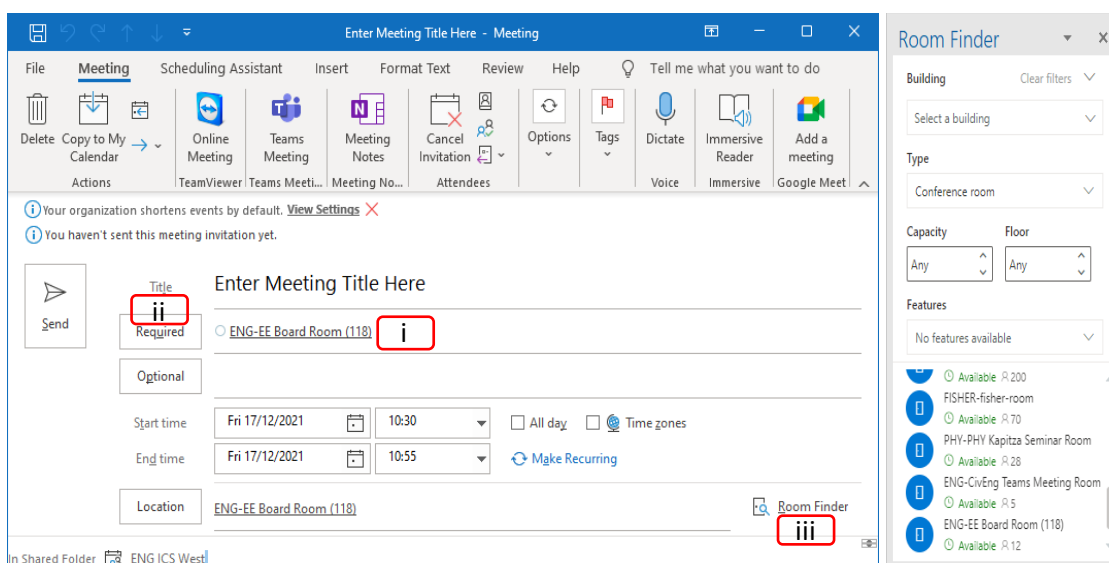 Enter Meeting Title Here - Meeting
File Meeting Scheduling Assistant Insert Format Text Review Help Tell me what you want to do
Delete
Copy to My Calendar
Actions
Online Meeting
TeamViewer
Teams Meeting
Teams Meeti...
Meeting Notes
Meeting No...
Cancel Invitation
Attendees
Options
Tags
Dictate
Voice
Immersive Reader
Immersive
Add a meeting
Google Meet
Your organization shortens events by default. View Settings
You haven't sent this meeting invitation yet.
Send
Title
Enter Meeting Title Here
ii
Required
ENG-EE Board Room (118)
i
Optional
Start time Fri 17/12/2021 10:30 All day Time zones
End time Fri 17/12/2021 10:55 Make Recurring
Location ENG-EE Board Room (118) Room Finder
iii
In Shared Folder ENG ICS West
Room Finder
Building Clear filters
Select a building
Type
Conference room
Capacity Floor
Any Any
Features
No features available
Available 200
FISHER-fisher-room
Available 70
PHY-PHY Kapitza Seminar Room
Available 28
ENG-CivEng Teams Meeting Room
Available 5
ENG-EE Board Room (118)
Available 12